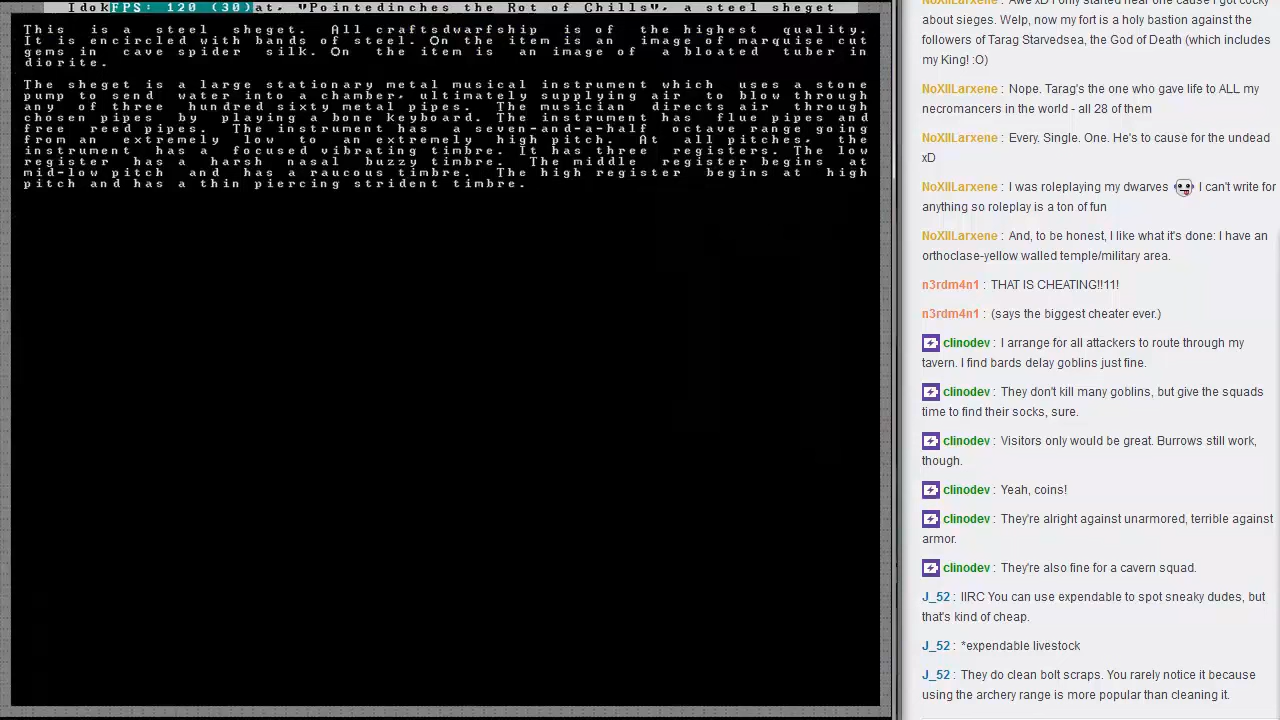 Idok FPS: 120 (30) at, "Pointedinches the Rot of Chills", a steel sheget
This is a steel sheget. All craftsdwarfship is of the highest quality.
It is encircled with bands of steel. On the item is an image of marquise cut
gems in cave spider silk. On the item is an image of a bloated tuber in
diorite.
The sheget is a large stationary metal musical instrument which uses a stone
pump to send water into a chamber, ultimately supplying air to blow through
any of three hundred sixty metal pipes. The musician directs air through
chosen pipes by playing a bone keyboard. The instrument has flue pipes and
free reed pipes. The instrument has a seven-and-a-half octave range going
from an extremely low to an extremely high pitch. At all pitches, the
instrument has a focused vibrating timbre. It has three registers. The low
register has a harsh nasal buzzy timbre. The middle register begins at
mid-low pitch and has a raucous timbre. The high register begins at high
pitch and has a thin piercing strident timbre.
NoXIILarxene : Awe xD I only started near one cause I got cocky
about sieges. Welp, now my fort is a holy bastion against the
followers of Tarag Starvedsea, the God of Death (which includes
my King! :O)
NoXIILarxene : Nope. Tarag's the one who gave life to ALL my
necromancers in the world - all 28 of them
NoXIILarxene : Every. Single. One. He's to cause for the undead
xD
NoXIILarxene : I was roleplaying my dwarves I can't write for
anything so roleplay is a ton of fun
NoXIILarxene : And, to be honest, I like what it's done: I have an
orthoclase-yellow walled temple/military area.
n3rdm4n1 : THAT IS CHEATING!!11!
n3rdm4n1 : (says the biggest cheater ever.)
clinodev : I arrange for all attackers to route through my
tavern. I find bards delay goblins just fine.
clinodev : They don't kill many goblins, but give the squads
time to find their socks, sure.
clinodev : Visitors only would be great. Burrows still work,
though.
clinodev : Yeah, coins!
clinodev : They're alright against unarmored, terrible against
armor.
clinodev : They're also fine for a cavern squad.
J_52 : IIRC You can use expendable to spot sneaky dudes, but
that's kind of cheap.
J_52 : *expendable livestock
J_52 : They do clean bolt scraps. You rarely notice it because
using the archery range is more popular than cleaning it.